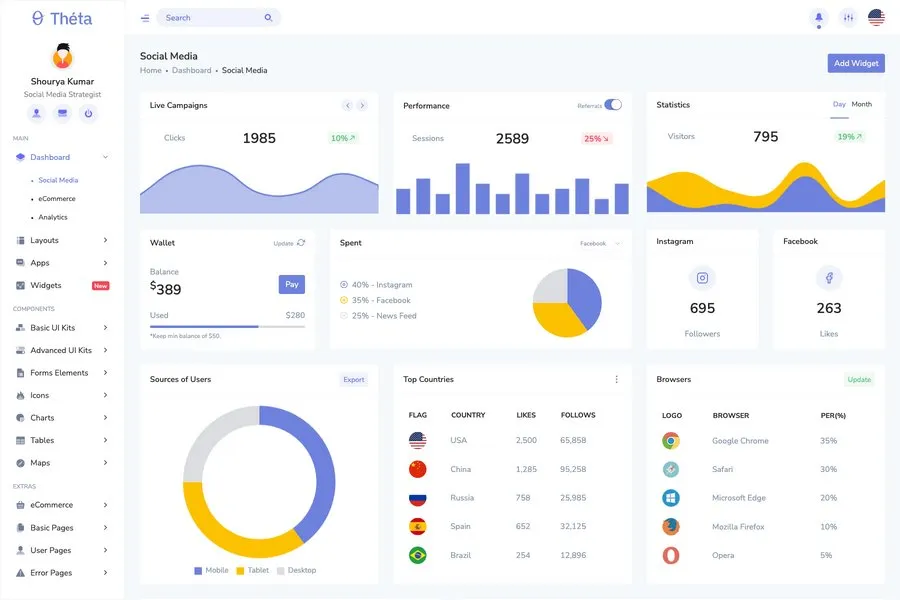 Théta
Search
Shourya Kumar
Social Media Strategist
MAIN
Dashboard
Social Media
eCommerce
Analytics
Layouts
Apps
Widgets New
COMPONENTS
Basic UI Kits
Advanced UI Kits
Forms Elements
Icons
Charts
Tables
Maps
EXTRAS
eCommerce
Basic Pages
User Pages
Error Pages
Social Media
Home • Dashboard • Social Media
Add Widget
Live Campaigns
Clicks 1985 10%
Performance Referrals
Sessions 2589 25%
Statistics Day Month
Visitors 795 19%
Wallet Update
Balance
$389 Pay
Used $280
*Keep min balance of $50.
Spent Facebook
40% - Instagram
35% - Facebook
25% - News Feed
Instagram
695
Followers
Facebook
263
Likes
Sources of Users Export
Mobile Tablet Desktop
Top Countries
FLAG COUNTRY LIKES FOLLOWS
USA 2,500 65,858
China 1,285 95,258
Russia 758 25,985
Spain 652 32,125
Brazil 254 12,896
Browsers Update
LOGO BROWSER PER(%)
Google Chrome 35%
Safari 30%
Microsoft Edge 20%
Mozilla Firefox 10%
Opera 5%